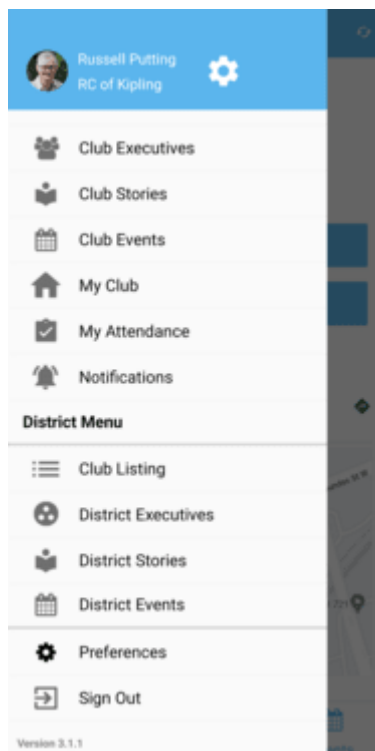 Russell Putting
RC of Kipling
Club Executives
Club Stories
Club Events
My Club
My Attendance
Notifications
District Menu
Club Listing
District Executives
District Stories
District Events
721
Preferences
Sign Out
Version 3.1.1